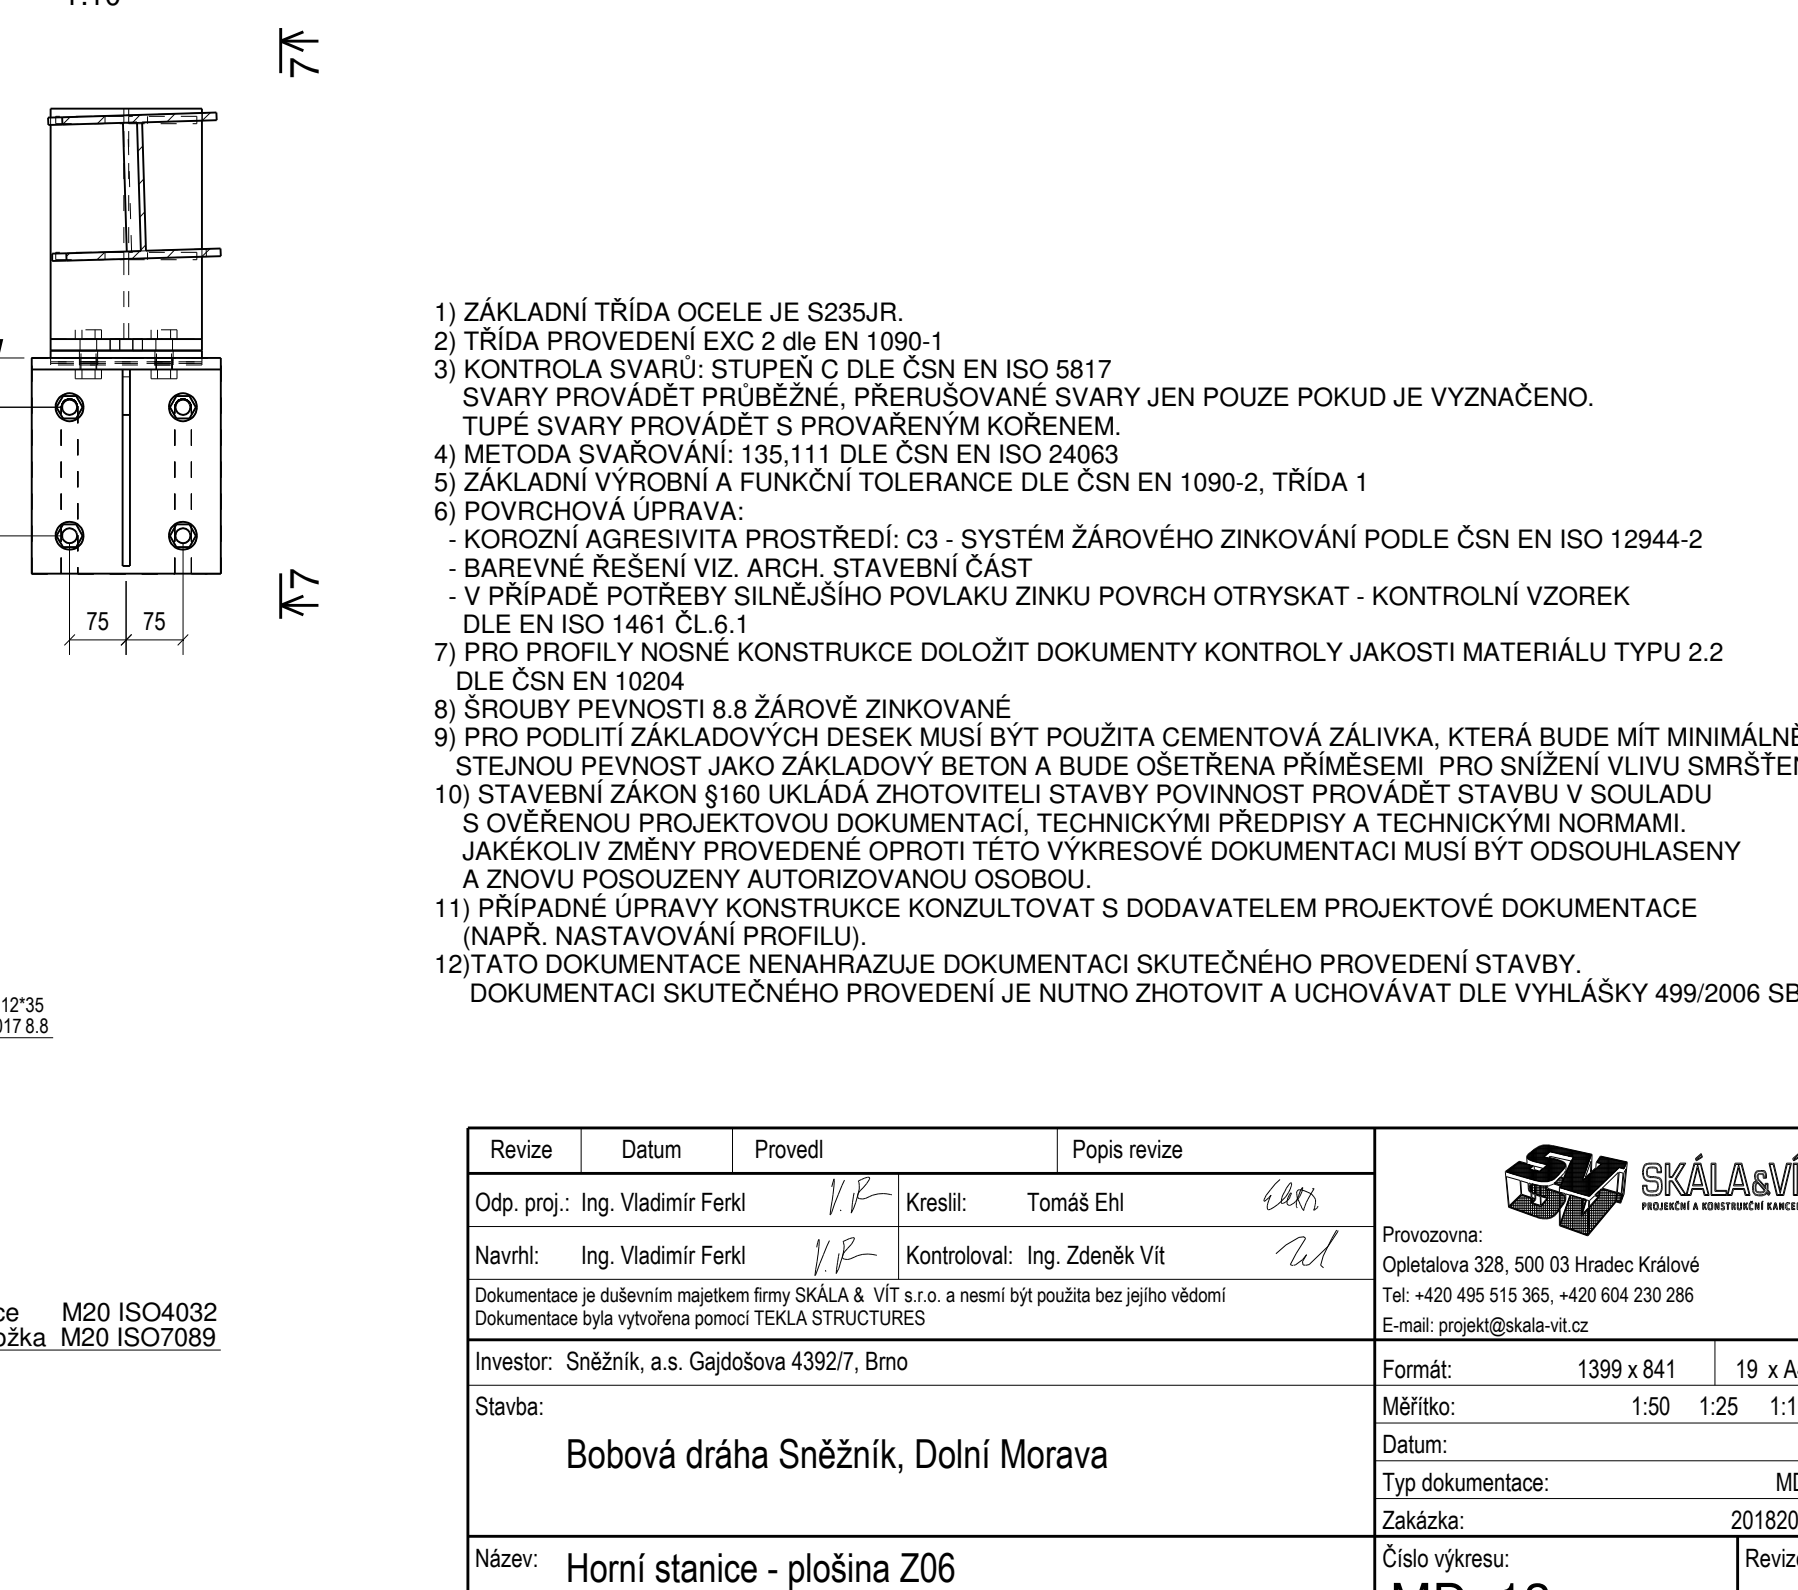 7
7
75 75
1) ZÁKLADNÍ TŘÍDA OCELE JE S235JR.
2) TŘÍDA PROVEDENÍ EXC 2 dle EN 1090-1
3) KONTROLA SVARŮ: STUPEŇ C DLE ČSN EN ISO 5817
SVARY PROVÁDĚT PRŮBĚŽNÉ, PŘERUŠOVANÉ SVARY JEN POUZE POKUD JE VYZNAČENO.
TUPÉ SVARY PROVÁDĚT S PROVAŘENÝM KOŘENEM.
4) METODA SVAŘOVÁNÍ: 135,111 DLE ČSN EN ISO 24063
5) ZÁKLADNÍ VÝROBNÍ A FUNKČNÍ TOLERANCE DLE ČSN EN 1090-2, TŘÍDA 1
6) POVRCHOVÁ ÚPRAVA:
- KOROZNÍ AGRESIVITA PROSTŘEDÍ: C3 - SYSTÉM ŽÁROVÉHO ZINKOVÁNÍ PODLE ČSN EN ISO 12944-2
- BAREVNÉ ŘEŠENÍ VIZ. ARCH. STAVEBNÍ ČÁST
- V PŘÍPADĚ POTŘEBY SILNĚJŠÍHO POVLAKU ZINKU POVRCH OTRYSKAT - KONTROLNÍ VZOREK
DLE EN ISO 1461 ČL.6.1
7) PRO PROFILY NOSNÉ KONSTRUKCE DOLOŽIT DOKUMENTY KONTROLY JAKOSTI MATERIÁLU TYPU 2.2
DLE ČSN EN 10204
8) ŠROUBY PEVNOSTI 8.8 ŽÁROVĚ ZINKOVANÉ
9) PRO PODLITÍ ZÁKLADOVÝCH DESEK MUSÍ BÝT POUŽITA CEMENTOVÁ ZÁLIVKA, KTERÁ BUDE MÍT MINIMÁLNĚ
STEJNOU PEVNOST JAKO ZÁKLADOVÝ BETON A BUDE OŠETŘENA PŘÍMĚSEMI PRO SNÍŽENÍ VLIVU
10) STAVEBNÍ ZÁKON §160 UKLÁDÁ ZHOTOVITELI STAVBY POVINNOST PROVÁDĚT STAVBU V SOULADU
S OVĚŘENOU PROJEKTOVOU DOKUMENTACÍ, TECHNICKÝMI PŘEDPISY A TECHNICKÝMI NORMAMI.
JAKÉKOLIV ZMĚNY PROVEDENÉ OPROTI TÉTO VÝKRESOVÉ DOKUMENTACI MUSÍ BÝT ODSOUHLASENY
A ZNOVU POSOUZENY AUTORIZOVANOU OSOBOU.
11) PŘÍPADNÉ ÚPRAVY KONSTRUKCE KONZULTOVAT S DODAVATELEM PROJEKTOVÉ DOKUMENTACE
(NAPŘ. NASTAVOVÁNÍ PROFILU).
12)TATO DOKUMENTACE NENAHRAZUJE DOKUMENTACI SKUTEČNÉHO PROVEDENÍ STAVBY.
DOKUMENTACI SKUTEČNÉHO PROVEDENÍ JE NUTNO ZHOTOVIT A UCHOVÁVAT DLE VYHLÁŠKY 499/2006
12*35
8.8
M20 ISO4032
M20 ISO7089
Revize Datum Provedl Popis revize
Odp. proj.: Ing. Vladimír Ferkl Kreslil: Tomáš Ehl
Navrhl: Ing. Vladimír Ferkl Kontroloval: Ing. Zdeněk Vít
Dokumentace je duševním majetkem firmy SKÁLA & VÍT s.r.o. a nesmí být použita bez jejího vědomí
Dokumentace byla vytvořena pomocí TEKLA STRUCTURES
Investor: Sněžník, a.s. Gajdošova 4392/7, Brno
Stavba:
Bobová dráha Sněžník, Dolní Morava
Název: Horní stanice - plošina Z06
SV SKÁLA&
PROJEKČNÍ A KONSTRUKČNÍ
Provozovna:
Opletalova 328, 500 03 Hradec Králové
Tel: +420 495 515 365, +420 604 230 286
E-mail: projekt@skala-vit.cz
Formát: 1399 x 841 19 x
Měřítko: 1:50 1:25
Datum:
Typ dokumentace:
Zakázka:
Číslo výkresu: